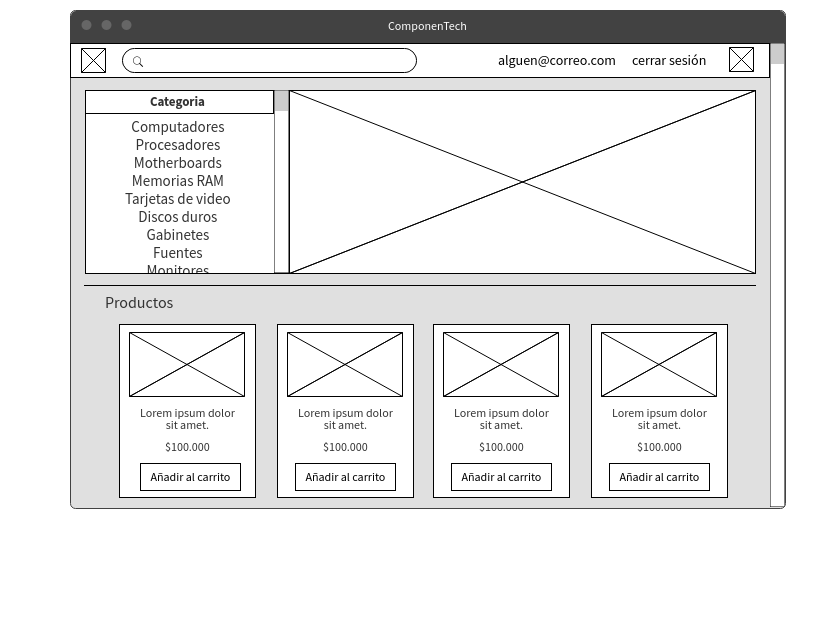 ComponenTech
alguen@correo.com cerrar sesión
Categoria
Computadores
Procesadores
Motherboards
Memorias RAM
Tarjetas de video
Discos duros
Gabinetes
Fuentes
Monitores
Productos
Lorem ipsum dolor
sit amet.
$100.000
Añadir al carrito
Lorem ipsum dolor
sit amet.
$100.000
Añadir al carrito
Lorem ipsum dolor
sit amet.
$100.000
Añadir al carrito
Lorem ipsum dolor
sit amet.
$100.000
Añadir al carrito